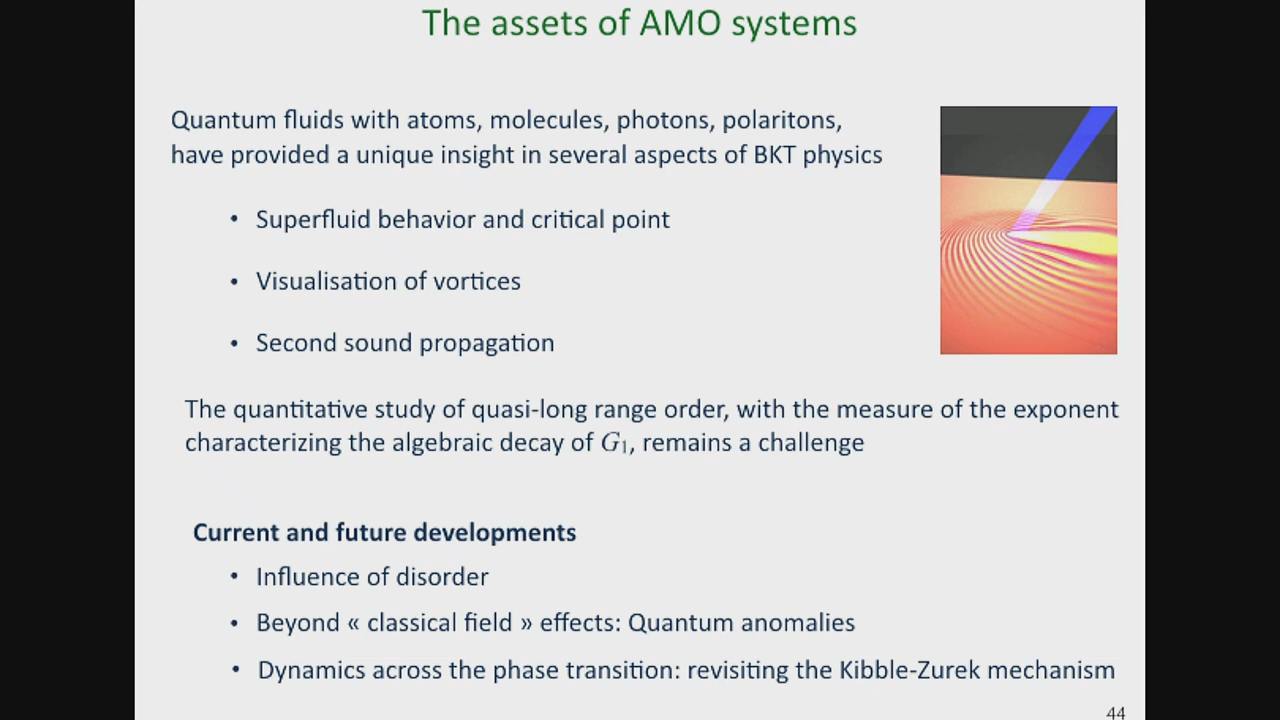 The assets of AMO systems
Quantum fluids with atoms, molecules, photons, polaritons,
have provided a unique insight in several aspects of BKT physics
• Superfluid behavior and critical point
• Visualisation of vortices
• Second sound propagation
The quantitative study of quasi-long range order, with the measure of the exponent
characterizing the algebraic decay of G₁, remains a challenge
Current and future developments
• Influence of disorder
• Beyond « classical field » effects: Quantum anomalies
• Dynamics across the phase transition: revisiting the Kibble-Zurek mechanism
44